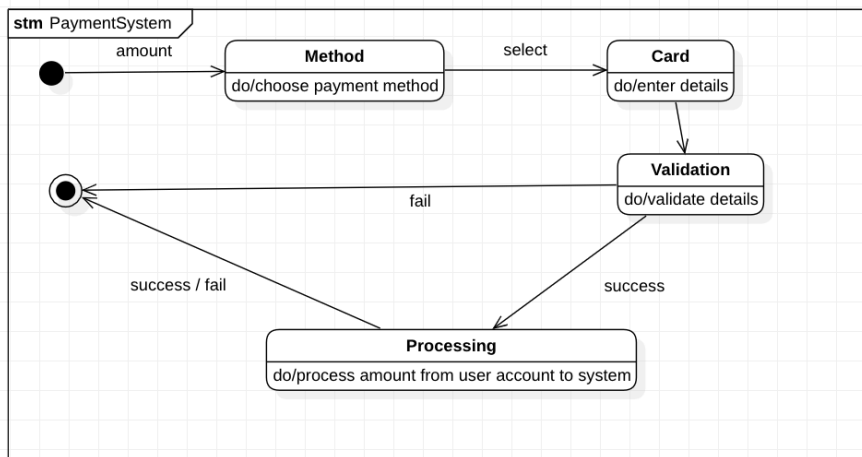 stm PaymentSystem
amount
Method
do/choose payment method
select
Card
do/enter details
Validation
do/validate details
fail
success / fail
success
Processing
do/process amount from user account to system